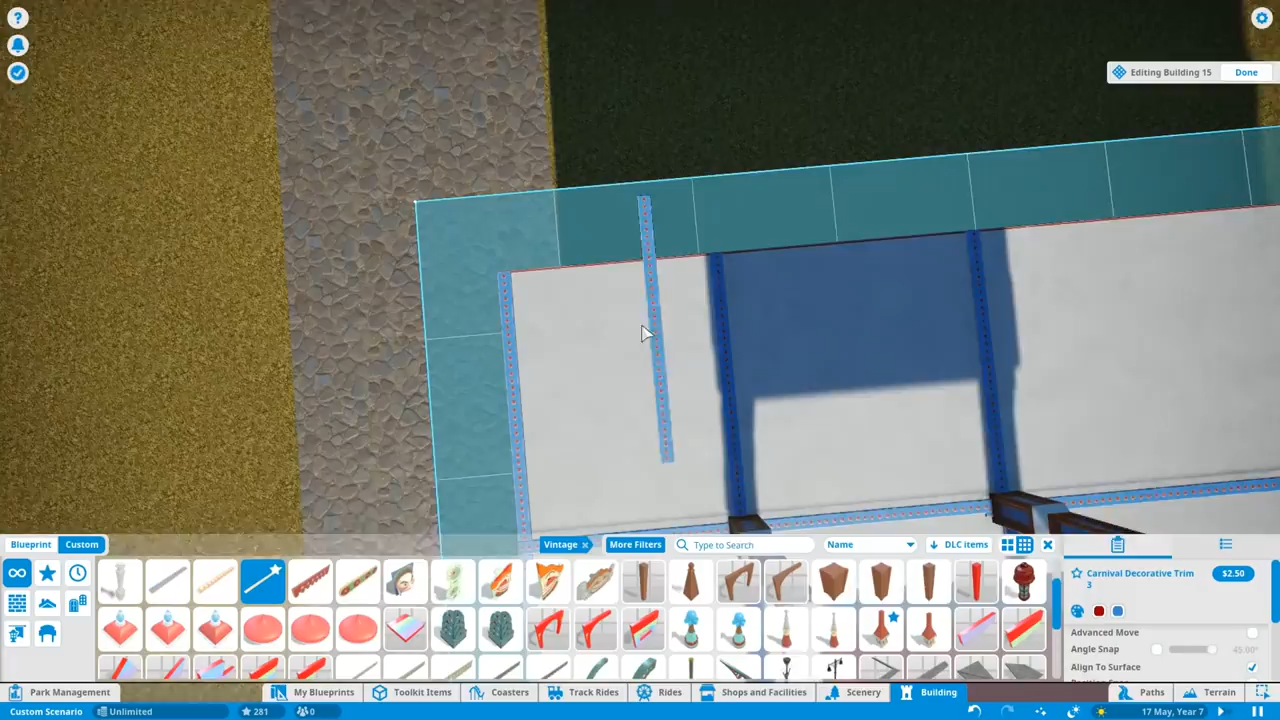 ?
Editing Building 15 Done
Blueprint Custom Vintage × More Filters Type to Search Name DLC items
Carnival Decorative Trim 3 $2.50
Advanced Move
Angle Snap 45.00°
Align To Surface
Park Management My Blueprints Toolkit Items Coasters Track Rides Rides Shops and Facilities Scenery Building Paths Terrain
Custom Scenario Unlimited 281 0 17 May, Year 7